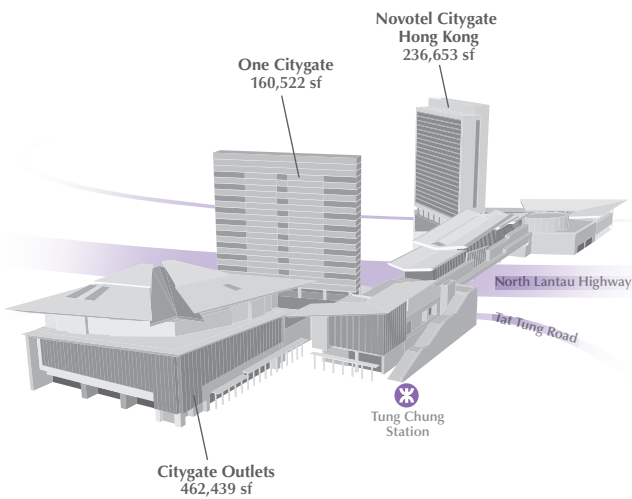 Novotel Citygate
Hong Kong
236,653 sf
One Citygate
160,522 sf
North Lantau Highway
Tat Tung Road
Tung Chung
Station
Citygate Outlets
462,439 sf